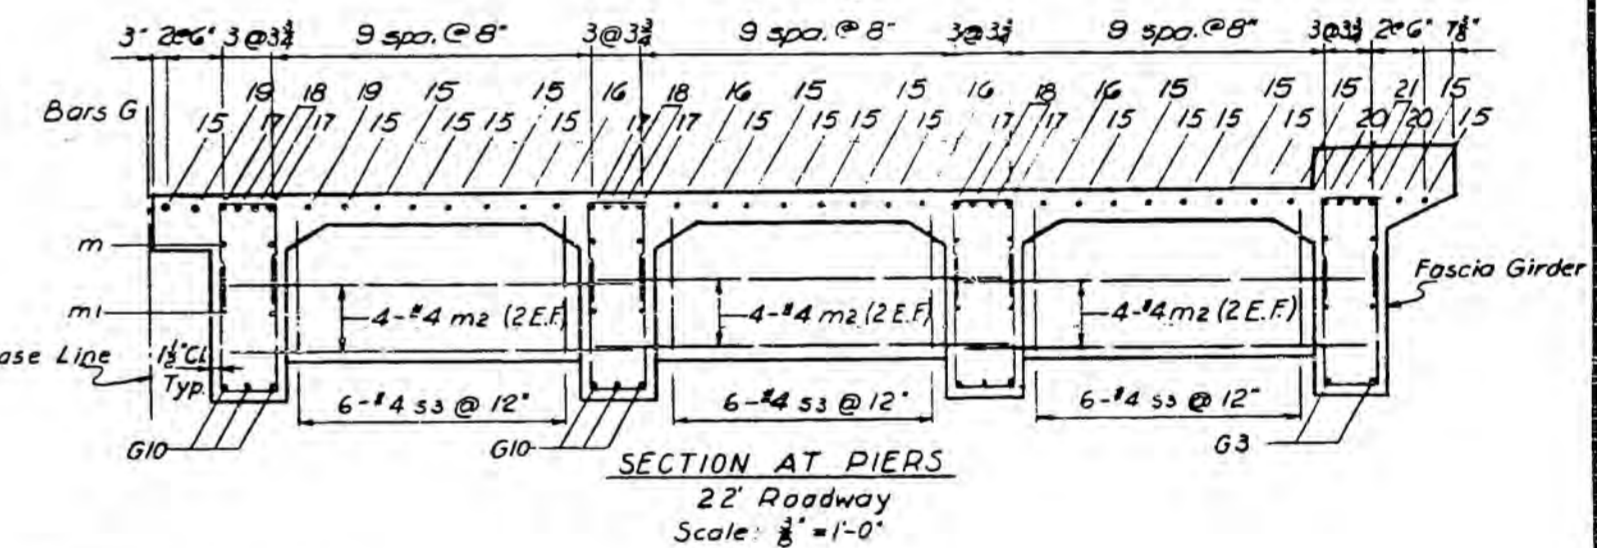 3" 2@6" 3@3¾ 9 spa. @ 8" 3@3¾ 9 spa. @ 8" 3@3¾ 9 spa. @ 8" 3@3¾ 2@6" 7⅛"
19 18 19 15 15 16 18 16 15 15 16 18 16 15 15 15 21 15
Bars G
15 17 17 15 15 15 15 17 17 15 15 15 15 17 17 15 15 15 15 20 20 15
m
Fascia Girder
m1
4-#4 m2 (2 E.F.) 4-#4 m2 (2 E.F.) 4-#4 m2 (2 E.F.)
ase Line
1½" Cl.
Typ.
6-#4 s3 @ 12" 6-#4 s3 @ 12" 6-#4 s3 @ 12"
G10 G10 G3
SECTION AT PIERS
22' Roadway
Scale: ⅜" = 1'-0"